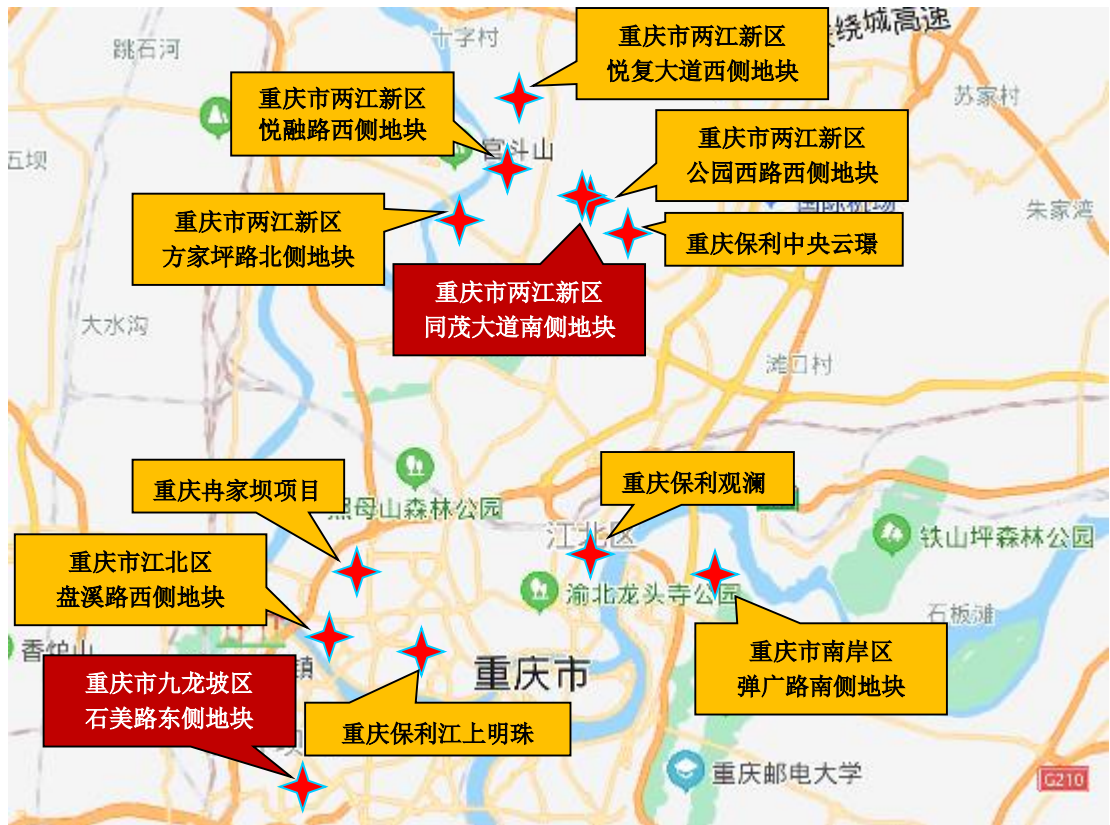 跳石河
十字村
重庆市两江新区
悦复大道西侧地块
绕城高速
苏家村
重庆市两江新区
悦融路西侧地块
五坝
宫斗山
重庆市两江新区
公园西路西侧地块
国际机场
朱家湾
重庆市两江新区
方家坪路北侧地块
重庆保利中央云璟
重庆市两江新区
同茂大道南侧地块
大水沟
滩口村
重庆冉家坝项目
照母山森林公园
重庆保利观澜
江北区
铁山坪森林公园
重庆市江北区
盘溪路西侧地块
渝北龙头寺公园
石板滩
香炉山
镇
重庆市
重庆市南岸区
弹广路南侧地块
重庆市九龙坡区
石美路东侧地块
重庆保利江上明珠
坝
重庆邮电大学
G210